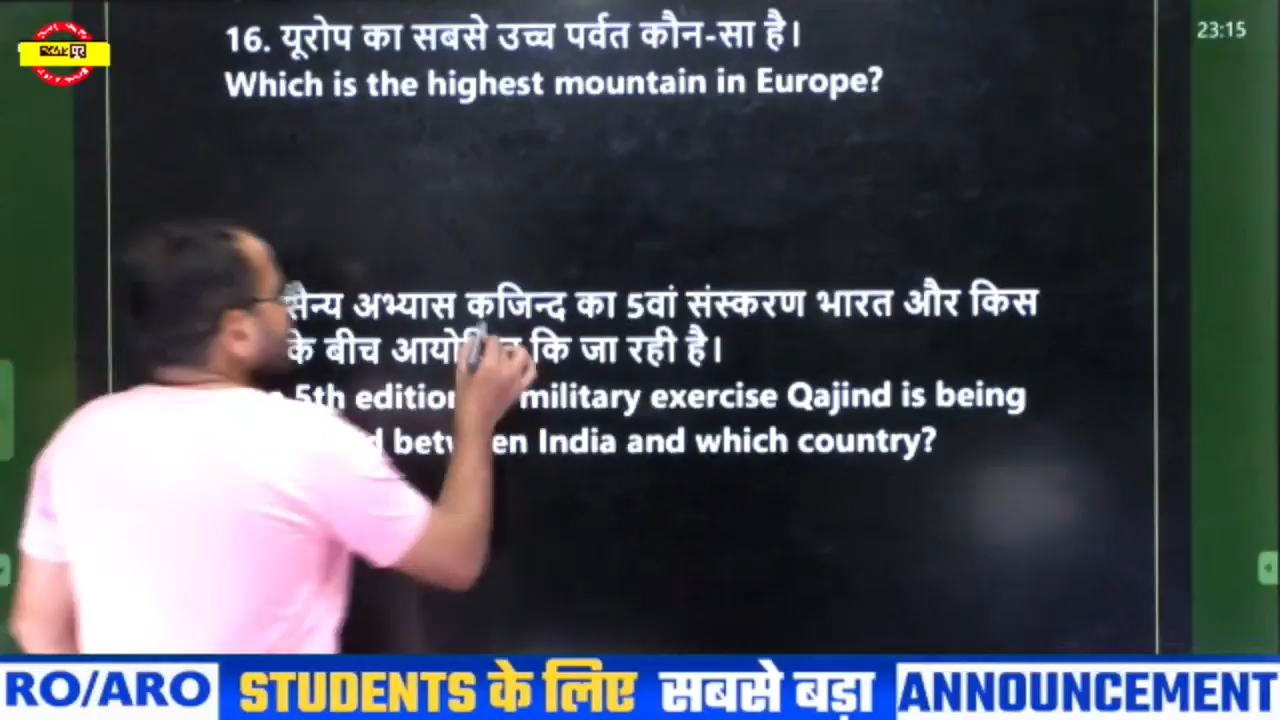 16. यूरोप का सबसे उच्च पर्वत कौन-सा है।
Which is the highest mountain in Europe?
23:15
सैन्य अभ्यास कजिन्द का 5वां संस्करण भारत और किस
के बीच कि जा रही है।
5th edition military exercise Qajind is being
between India and which country?
RO/ARO STUDENTS के लिए सबसे बड़ा ANNOUNCEMENT